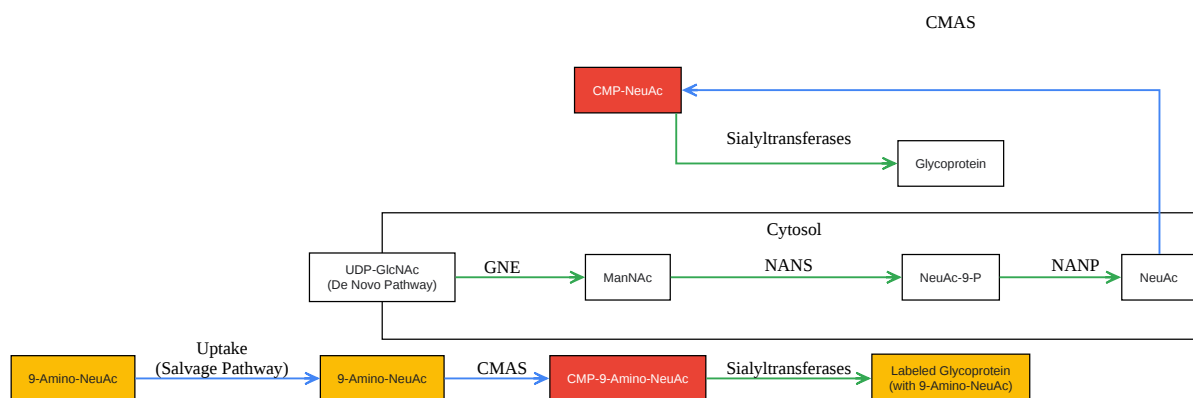 CMAS
CMP-NeuAc
Sialyltransferases
Glycoprotein
Cytosol
UDP-GlcNAc
(De Novo Pathway)
GNE
ManNAc
NANS
NeuAc-9-P
NANP
NeuAc
9-Amino-NeuAc
Uptake
(Salvage Pathway)
9-Amino-NeuAc
CMAS
CMP-9-Amino-NeuAc
Sialyltransferases
Labeled Glycoprotein
(with 9-Amino-NeuAc)